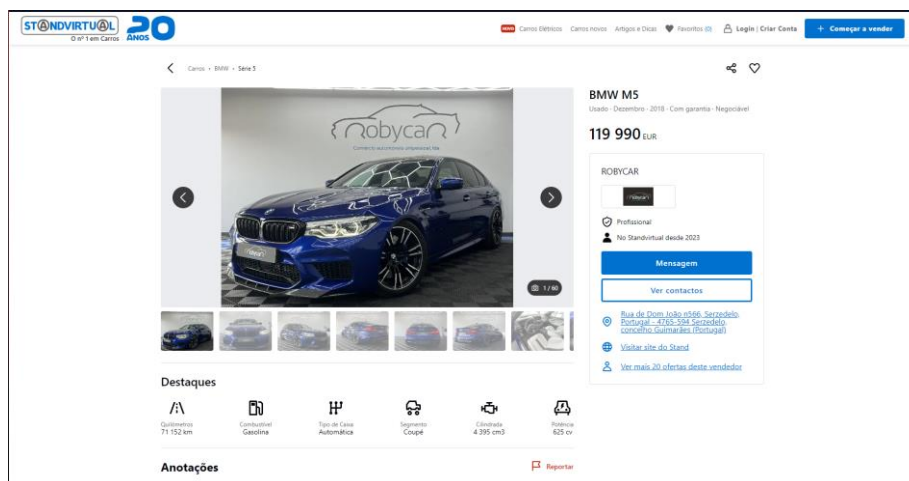 STANDVIRTUAL
O nº 1 em Carros
20
ANOS
NOVO
Carros Elétricos
Carros novos
Artigos e Dicas
Favoritos (0)
Login | Criar Conta
+ Começar a vender
Carros • BMW • Série 5
BMW M5
Usado · Dezembro · 2018 · Com garantia · Negociável
119 990 EUR
robycar
1 / 60
ROBYCAR
Profissional
No Standvirtual desde 2023
Mensagem
Ver contactos
Rua de Dom João n566, Serzedelo,
Portugal - 4765-594 Serzedelo,
concelho Guimarães (Portugal)
Visitar site do Stand
Ver mais 20 ofertas deste vendedor
Destaques
Quilómetros
71 152 km
Combustível
Gasolina
Tipo de Caixa
Automática
Segmento
Coupé
Cilindrada
4 395 cm3
Potência
625 cv
Anotações
Reportar